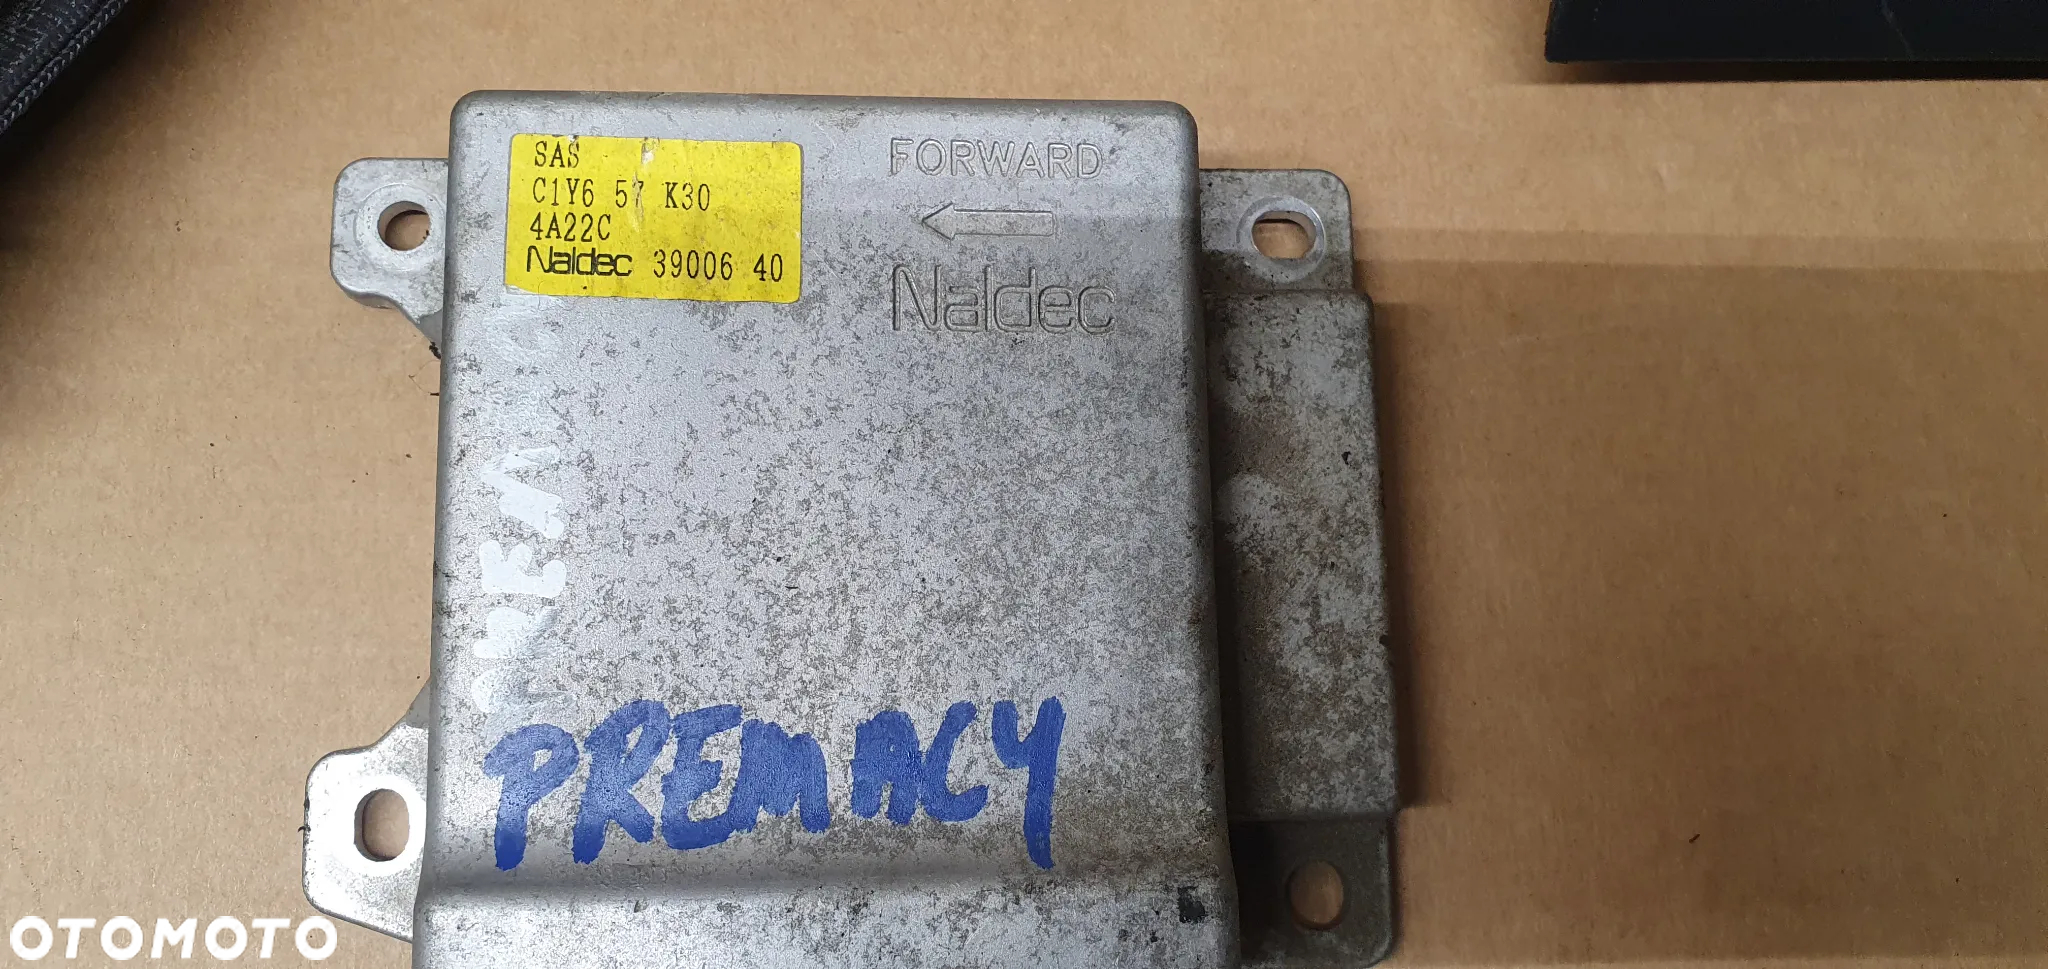 SAS
C1Y6 57 K30
4A22C
Naldec 39006 40
FORWARD
Naldec
PREMACY
OTOMOTO